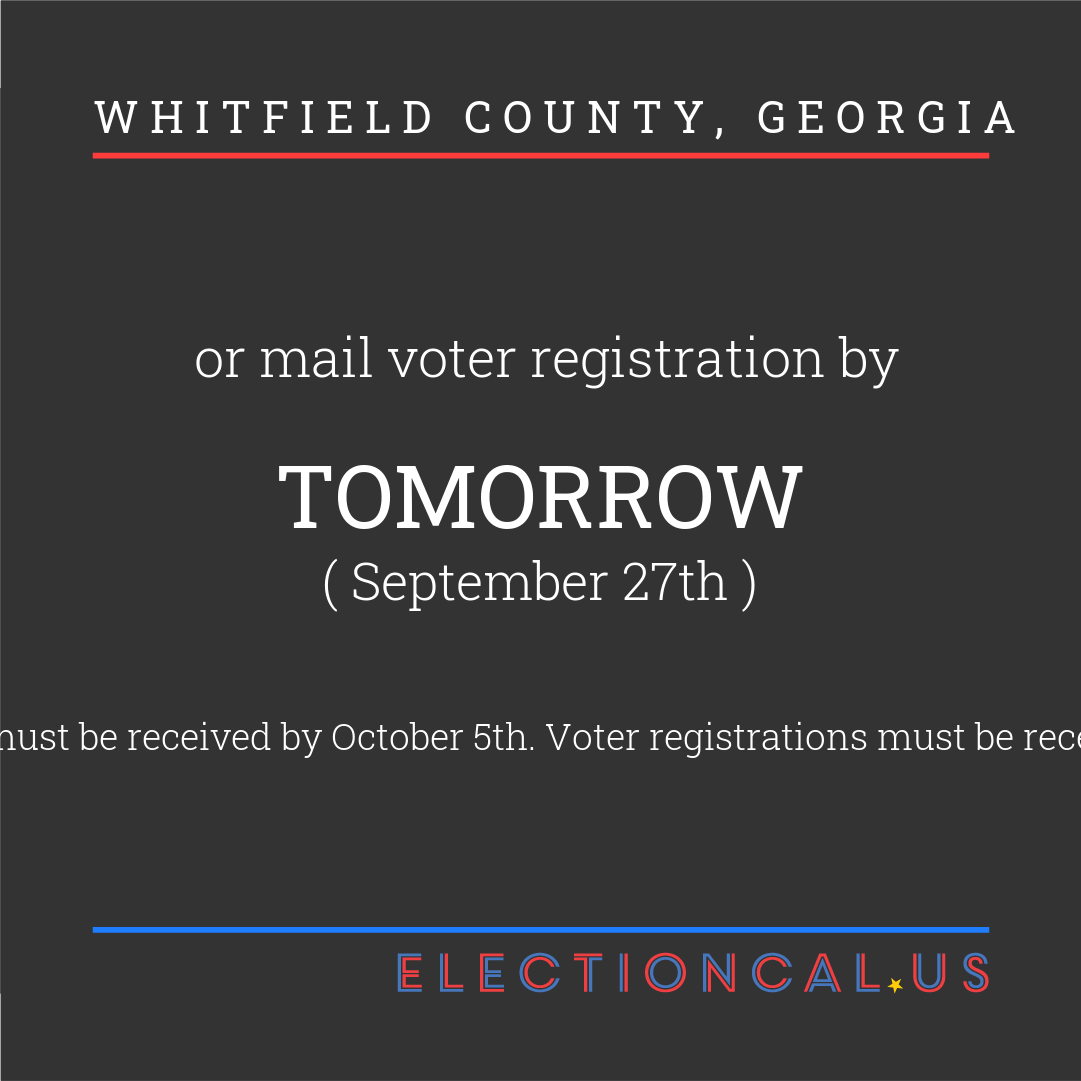 WHITFIELD COUNTY, GEORGIA
or mail voter registration by
TOMORROW
( September 27th )
must be received by October 5th. Voter registrations must be
ELECTIONCAL.US